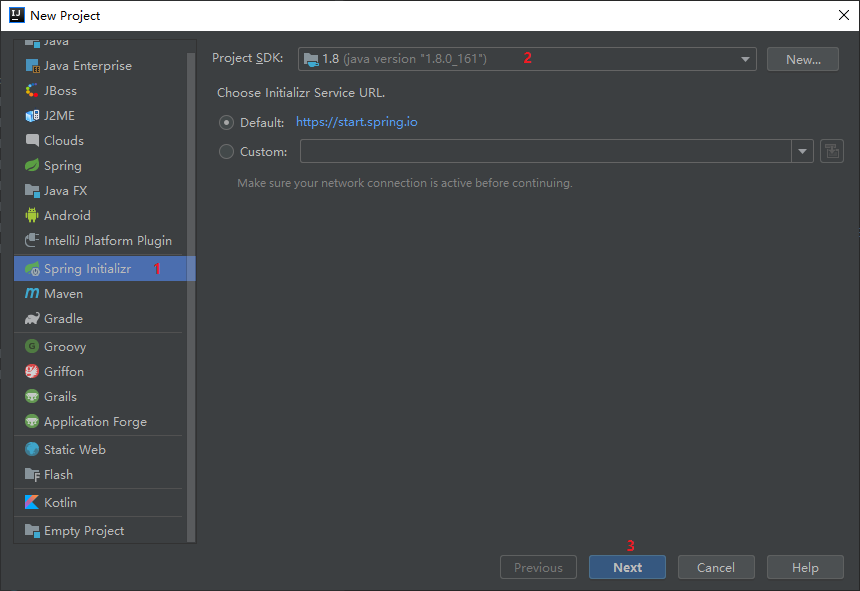 New Project
Java
Java Enterprise
JBoss
J2ME
Clouds
Spring
Java FX
Android
IntelliJ Platform Plugin
Spring Initializr 1
Maven
Gradle
Groovy
Griffon
Grails
Application Forge
Static Web
Flash
Kotlin
Empty Project
Project SDK: 1.8 (java version "1.8.0_161") 2 New...
Choose Initializr Service URL.
Default: https://start.spring.io
Custom:
Make sure your network connection is active before continuing.
3
Previous Next Cancel Help